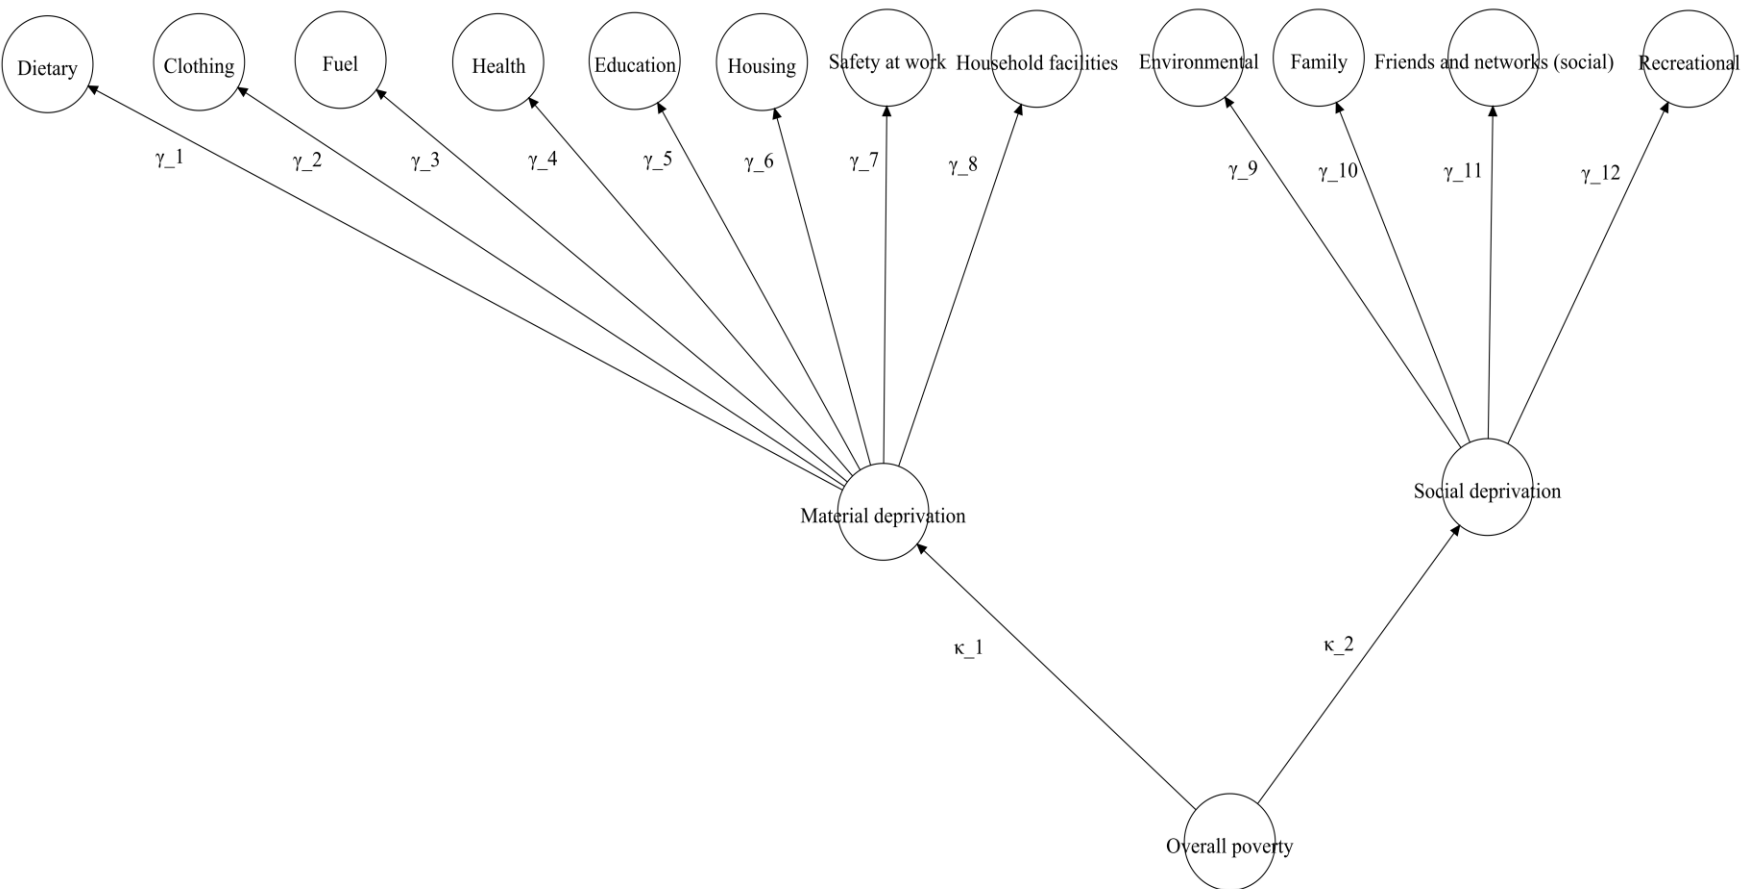 Dietary
Clothing
Fuel
Health
Education
Housing
Safety at work
Household facilities
Environmental
Family
Friends and networks (social)
Recreational
γ_1
γ_2
γ_3
γ_4
γ_5
γ_6
γ_7
γ_8
γ_9
γ_10
γ_11
γ_12
Material deprivation
Social deprivation
κ_1
κ_2
Overall poverty